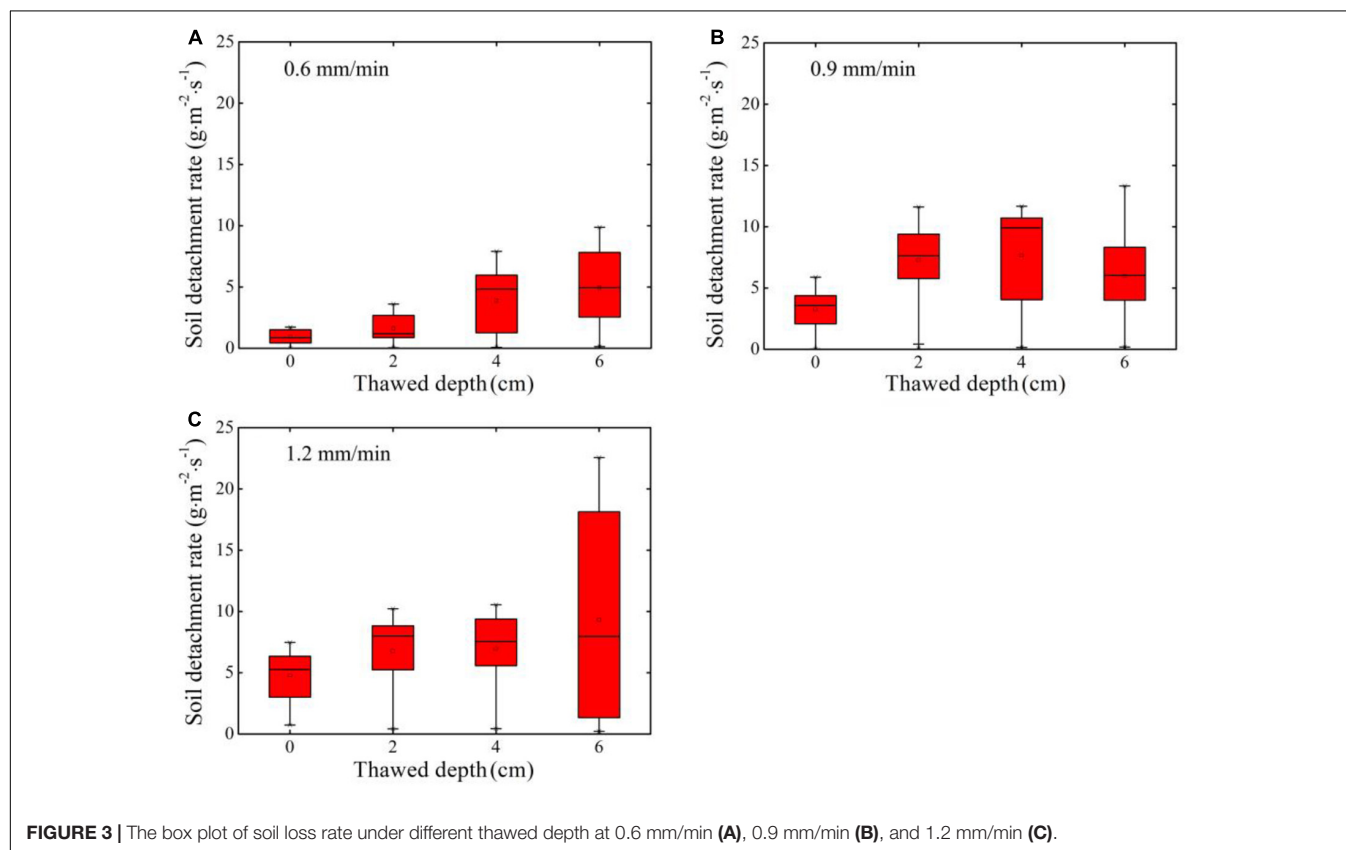 A
25
20
15
10
5
0
0.6 mm/min
Soil detachment rate (g·m⁻²·s⁻¹)
0 2 4 6
Thawed depth (cm)
B
25
20
15
10
5
0
0.9 mm/min
Soil detachment rate (g·m⁻²·s⁻¹)
0 2 4 6
Thawed depth (cm)
C
25
20
15
10
5
0
1.2 mm/min
Soil detachment rate (g·m⁻²·s⁻¹)
0 2 4 6
Thawed depth (cm)
FIGURE 3 | The box plot of soil loss rate under different thawed depth at 0.6 mm/min (A), 0.9 mm/min (B), and 1.2 mm/min (C).